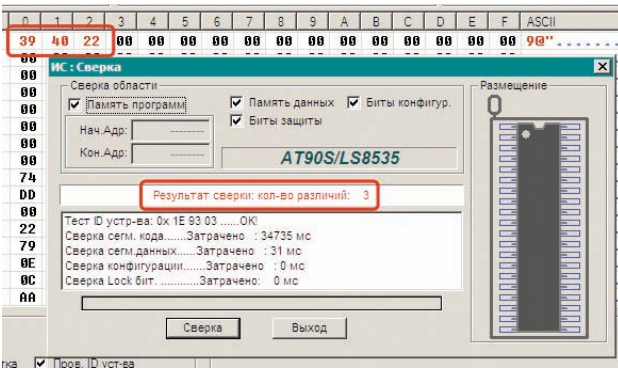 0 1 2 3 4 5 6 7 8 9 A B C D E F ASCII
39 40 22 00 00 00 00 00 00 00 00 00 00 00 00 00 9@".......
00
ИС: Сверка
00
00
00
00
00
00
74
DD
00
22
79
0E
0C
AA
Сверка области
Память программ
Нач.Адр: --------
Кон.Адр: --------
Память данных
Биты конфигур.
Биты защиты
AT90S/LS8535
Размещение
Результат сверки: кол-во различий: 3
Тест ID устр-ва: 0x 1E 93 03 ......OK!
Сверка сегм. кода.......Затрачено : 34735 мс
Сверка сегм.данных......Затрачено : 31 мс
Сверка конфигурации.......Затрачено : 0 мс
Сверка Lock бит. ............Затрачено: 0 мс
Сверка
Выход
тка Пров. ID уст-ва